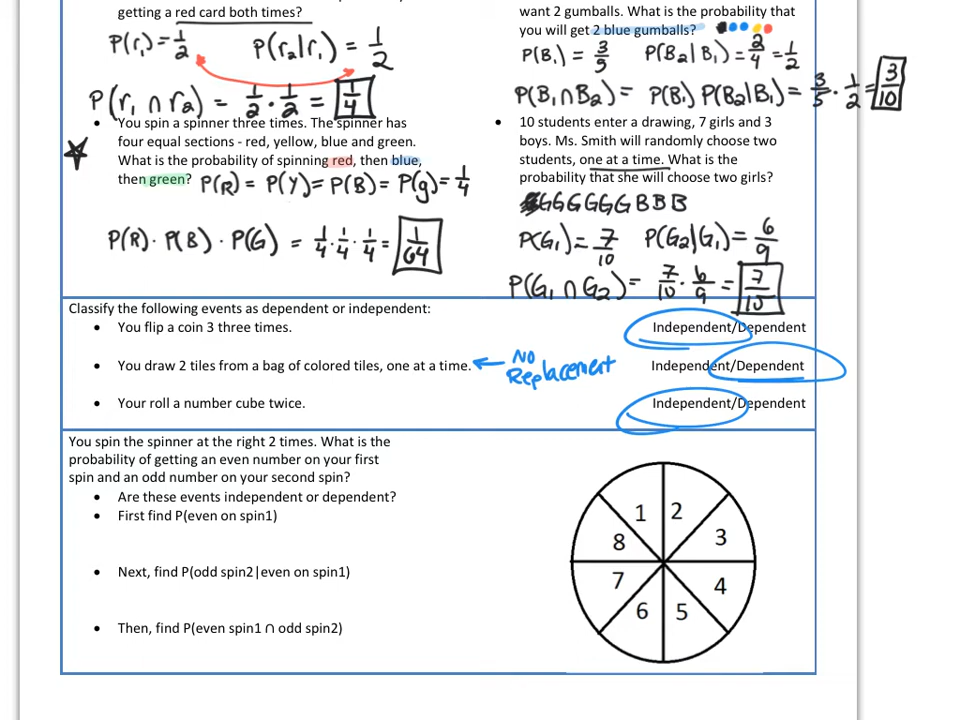 getting a red card both times?
P(r₁) = 1/2 P(r₂|r₁) = 1/2
P(r₁ ∩ r₂) = 1/2 · 1/2 = 1/4
• You spin a spinner three times. The spinner has
four equal sections - red, yellow, blue and green.
What is the probability of spinning red, then blue,
then green? P(R) = P(Y) = P(B) = P(g) = 1/4
P(R) · P(B) · P(G) = 1/4 · 1/4 · 1/4 = 1/64
want 2 gumballs. What is the probability that
you will get 2 blue gumballs?
P(B₁) = 3/5 P(B₂|B₁) = 2/4 = 1/2
P(B₁ ∩ B₂) = P(B₁) P(B₂|B₁) = 3/5 · 1/2 = 3/10
• 10 students enter a drawing, 7 girls and 3
boys. Ms. Smith will randomly choose two
students, one at a time. What is the
probability that she will choose two girls?
GGGGGGBBB
P(G₁) = 7/10 P(G₂|G₁) = 6/9
P(G₁ ∩ G₂) = 7/10 · 6/9 = 7/15
Classify the following events as dependent or independent:
• You flip a coin 3 three times. Independent/Dependent
• You draw 2 tiles from a bag of colored tiles, one at a time. ← No Replacement Independent/Dependent
• Your roll a number cube twice. Independent/Dependent
You spin the spinner at the right 2 times. What is the
probability of getting an even number on your first
spin and an odd number on your second spin?
• Are these events independent or dependent?
• First find P(even on spin1)
• Next, find P(odd spin2|even on spin1)
• Then, find P(even spin1 ∩ odd spin2)
1 2
8 3
7 4
6 5